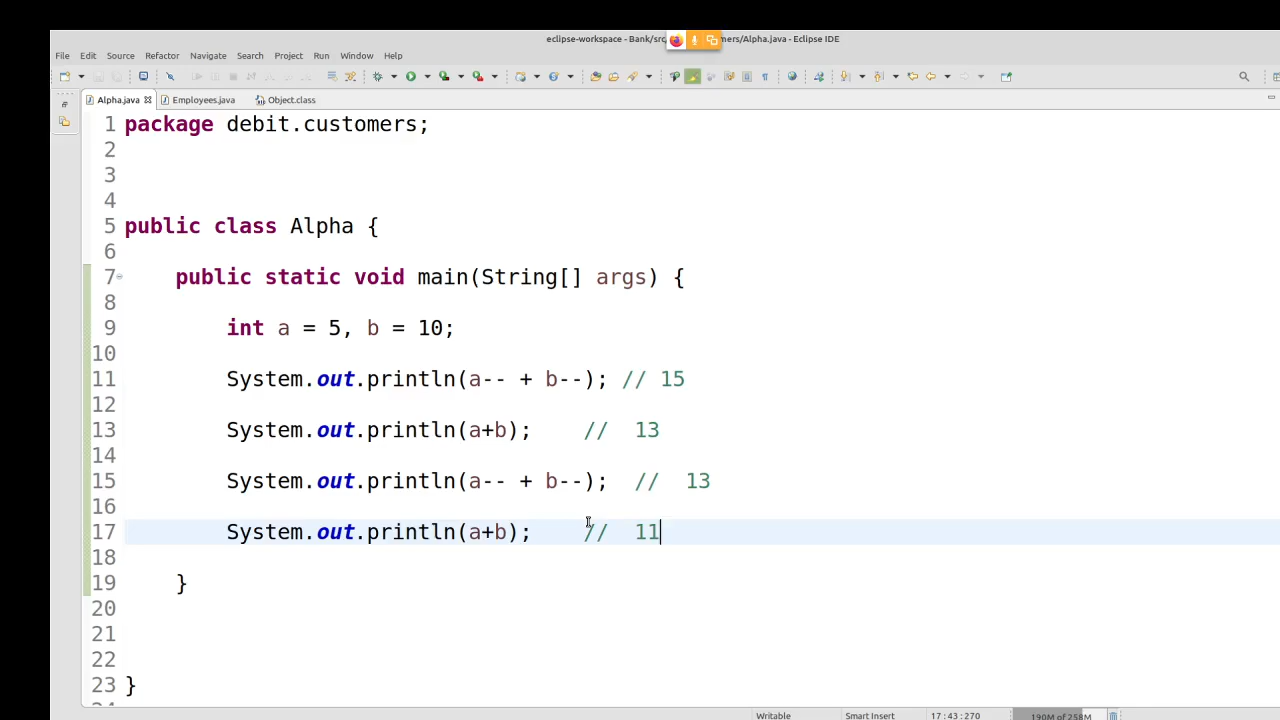 eclipse-workspace - Bank/src mers/Alpha.java - Eclipse IDE
File Edit Source Refactor Navigate Search Project Run Window Help
Alpha.java Employees.java Object.class
1 package debit.customers;
2
3
4
5 public class Alpha {
6
7 public static void main(String[] args) {
8
9 int a = 5, b = 10;
10
11 System.out.println(a-- + b--); // 15
12
13 System.out.println(a+b); // 13
14
15 System.out.println(a-- + b--); // 13
16
17 System.out.println(a+b); // 11
18
19 }
20
21
22
23 }
Writable Smart Insert 17:43:270 190M of 258M